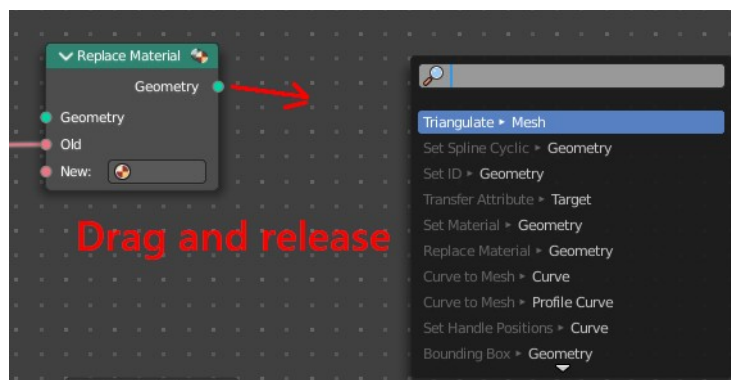 Replace Material
Geometry
Geometry
Old
New:
Drag and release
Triangulate ▸ Mesh
Set Spline Cyclic ▸ Geometry
Set ID ▸ Geometry
Transfer Attribute ▸ Target
Set Material ▸ Geometry
Replace Material ▸ Geometry
Curve to Mesh ▸ Curve
Curve to Mesh ▸ Profile Curve
Set Handle Positions ▸ Curve
Bounding Box ▸ Geometry